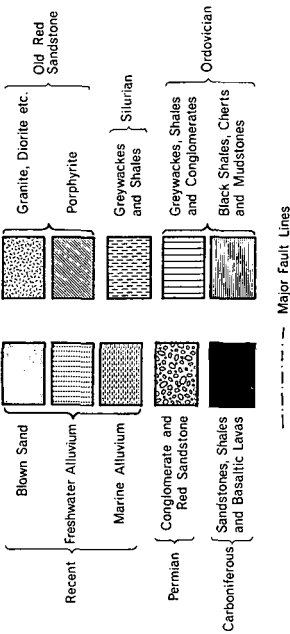 Recent
Blown Sand
Freshwater Alluvium
Marine Alluvium
Permian
Conglomerate and
Red Sandstone
Carboniferous
Sandstones, Shales
and Basaltic Lavas
Old Red
Sandstone
Granite, Diorite etc.
Porphyrite
Silurian
Greywackes
and Shales
Ordovician
Greywackes, Shales
and Conglomerates
Black Shales, Cherts
and Mudstones
Major Fault Lines